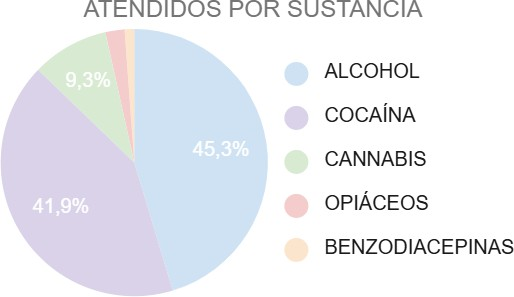 ATENDIDOS POR SUSTANCIA
9,3%
45,3%
41,9%
ALCOHOL
COCAÍNA
CANNABIS
OPIÁCEOS
BENZODIACEPINAS